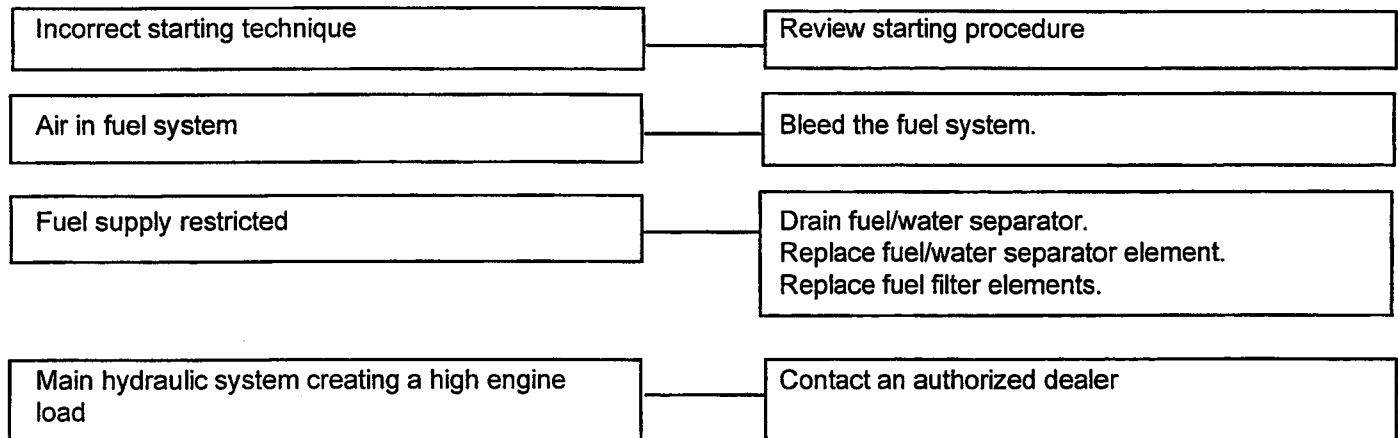 Incorrect starting technique
Review starting procedure
Air in fuel system
Bleed the fuel system.
Fuel supply restricted
Drain fuel/water separator.
Replace fuel/water separator element.
Replace fuel filter elements.
Main hydraulic system creating a high engine
load
Contact an authorized dealer